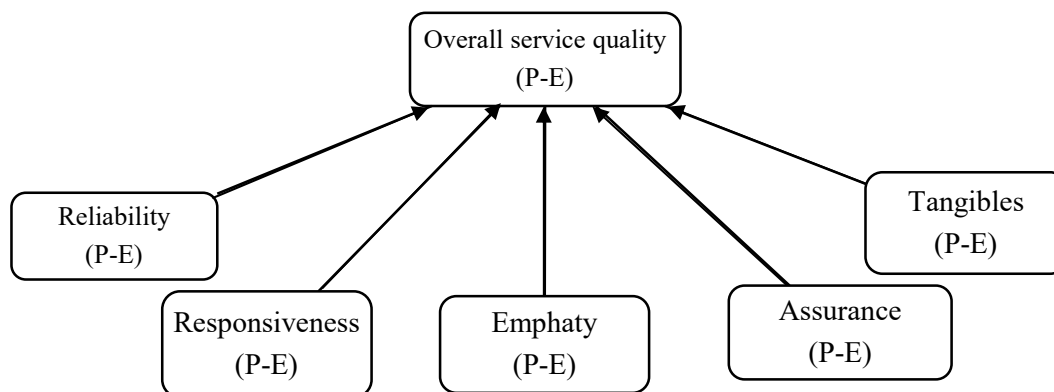 Overall service quality
(P-E)
Reliability
(P-E)
Tangibles
(P-E)
Responsiveness
(P-E)
Emphaty
(P-E)
Assurance
(P-E)